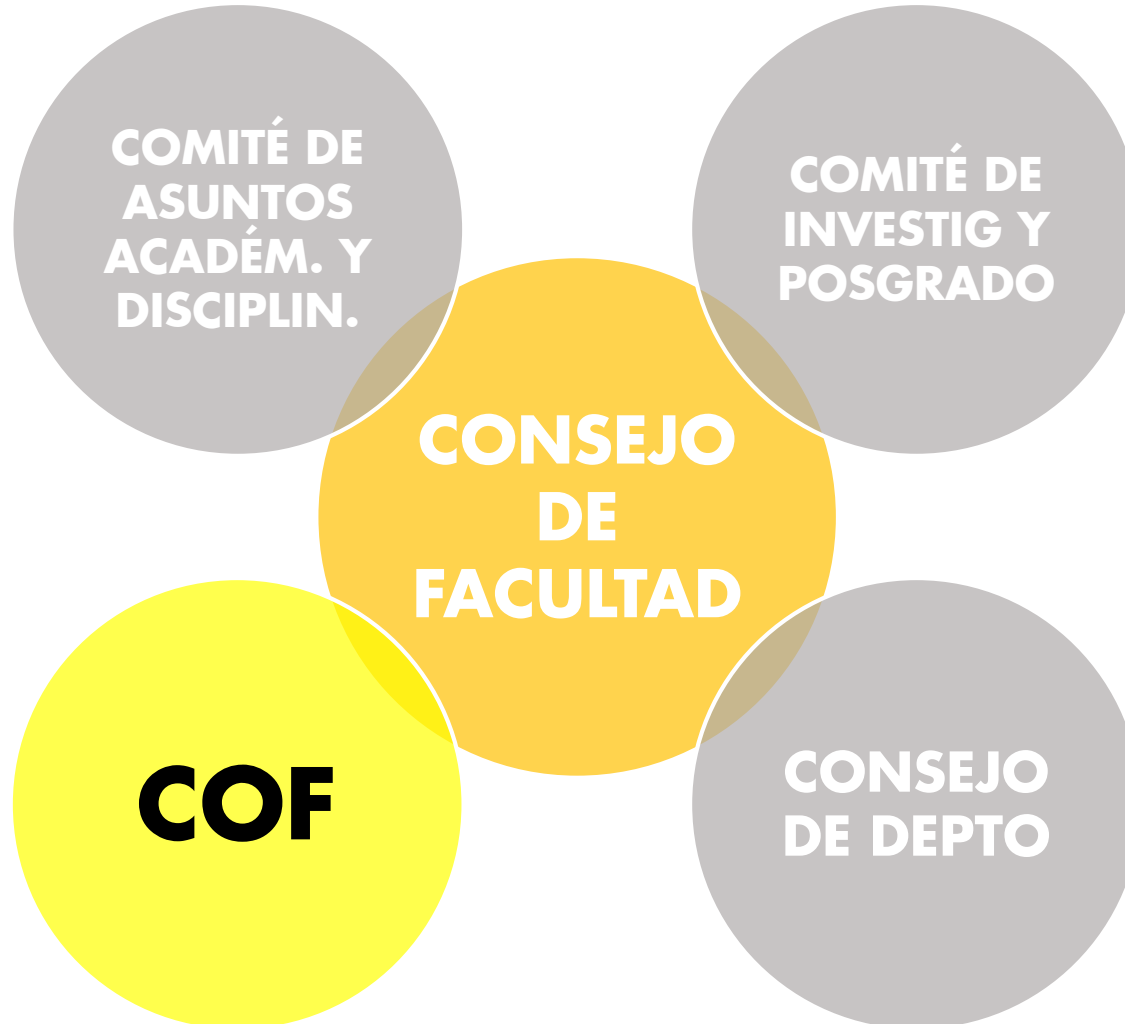 COMITÉ DE
ASUNTOS
ACADÉM. Y
DISCIPLIN.
COMITÉ DE
INVESTIG Y
POSGRADO
CONSEJO
DE
FACULTAD
COF
CONSEJO
DE DEPTO